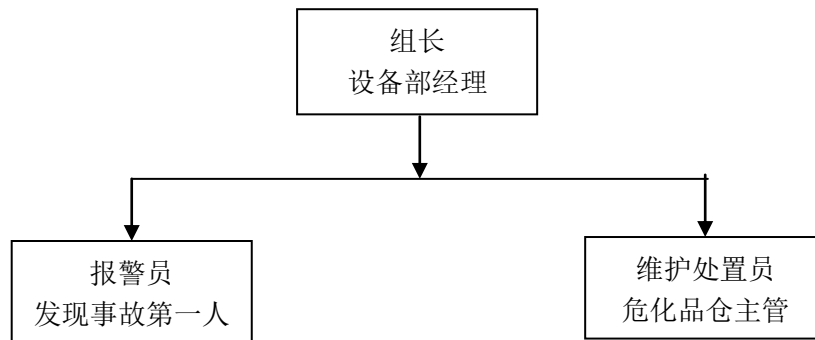 组长
设备部经理
报警员
发现事故第一人
维护处置员
危化品仓主管